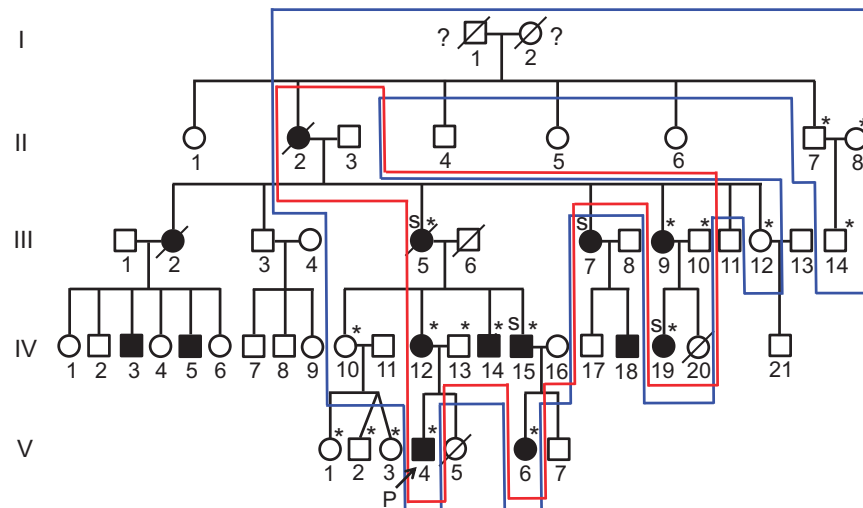 I
? 1 2 ?
II
* *
1 2 3 4 5 6 7 8
III
S * S * * * *
1 2 3 4 5 6 7 8 9 10 11 12 13 14
IV
* * * * S * S *
1 2 3 4 5 6 7 8 9 10 11 12 13 14 15 16 17 18 19 20 21
V
* * * * *
1 2 3 4 5 6 7
P